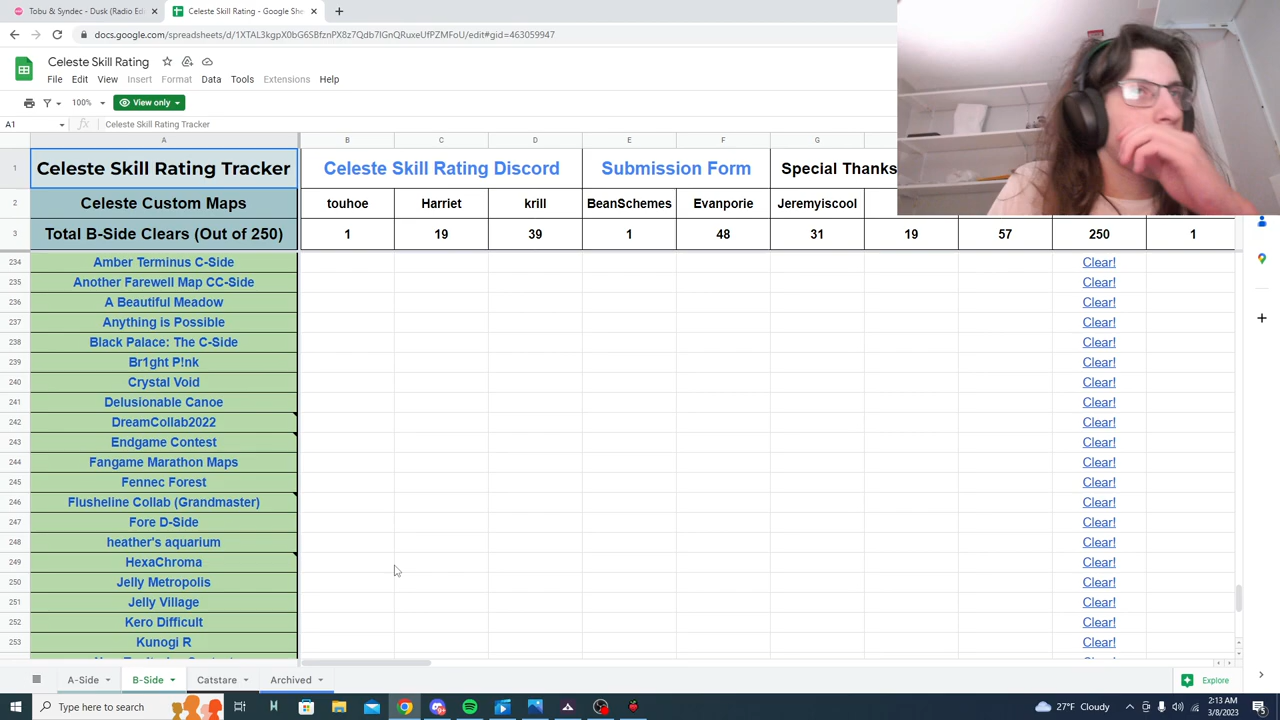 Tobu & Syndec - Dusk (Radio Edi
Celeste Skill Rating - Google She
docs.google.com/spreadsheets/d/1XTAL3kgpX0bG6SBfznPX8z7Qdb7IGnQRuxeUfPZMFoU/edit#gid=463059947
Celeste Skill Rating
File Edit View Insert Format Data Tools Extensions Help
100% View only
A1 Celeste Skill Rating Tracker
A B C D E F G
1 Celeste Skill Rating Tracker Celeste Skill Rating Discord Submission Form Special Thanks
2 Celeste Custom Maps touhoe Harriet krill BeanSchemes Evanporie Jeremyiscool
3 Total B-Side Clears (Out of 250) 1 19 39 1 48 31 19 57 250 1
234 Amber Terminus C-Side Clear!
235 Another Farewell Map CC-Side Clear!
236 A Beautiful Meadow Clear!
237 Anything is Possible Clear!
238 Black Palace: The C-Side Clear!
239 Br1ght P!nk Clear!
240 Crystal Void Clear!
241 Delusionable Canoe Clear!
242 DreamCollab2022 Clear!
243 Endgame Contest Clear!
244 Fangame Marathon Maps Clear!
245 Fennec Forest Clear!
246 Flusheline Collab (Grandmaster) Clear!
247 Fore D-Side Clear!
248 heather's aquarium Clear!
249 HexaChroma Clear!
250 Jelly Metropolis Clear!
251 Jelly Village Clear!
252 Kero Difficult Clear!
253 Kunogi R Clear!
A-Side B-Side Catstare Archived Explore
Type here to search 27°F Cloudy 2:13 AM
3/8/2023